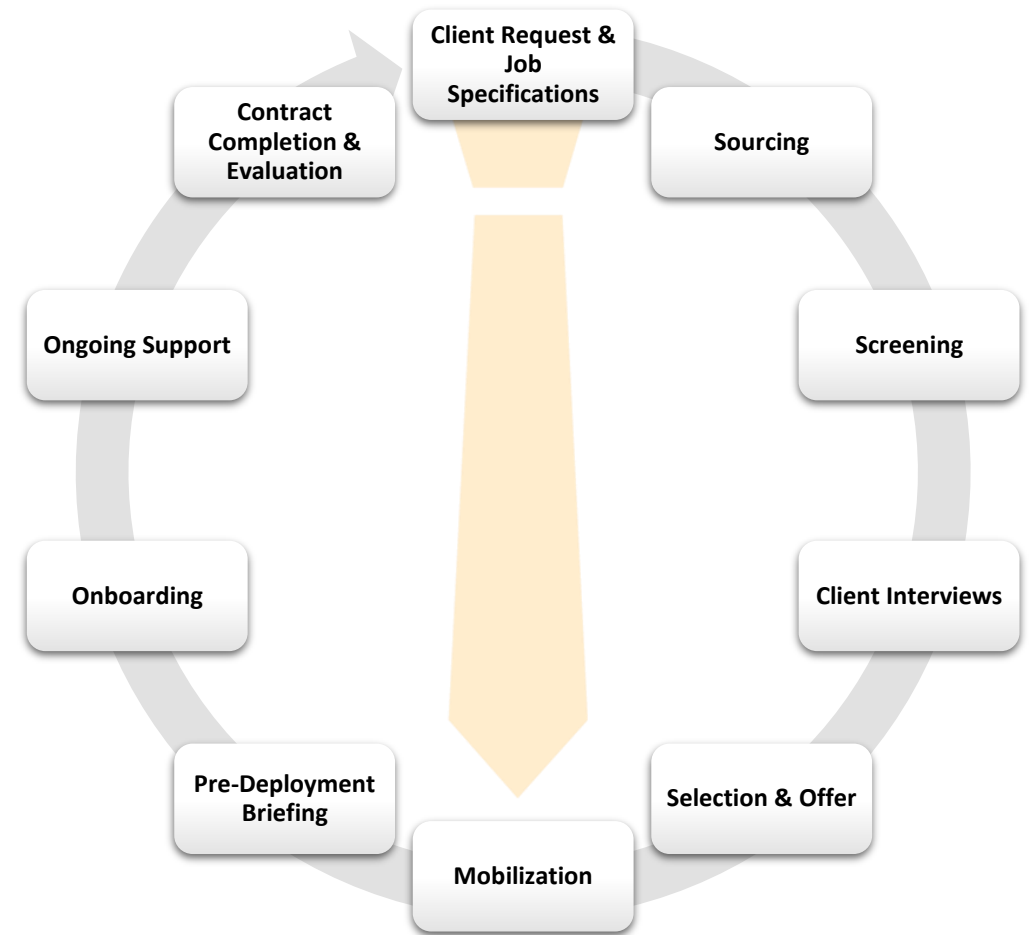 Client Request &
Job
Specifications
Sourcing
Screening
Client Interviews
Selection & Offer
Mobilization
Pre-Deployment
Briefing
Onboarding
Ongoing Support
Contract
Completion &
Evaluation